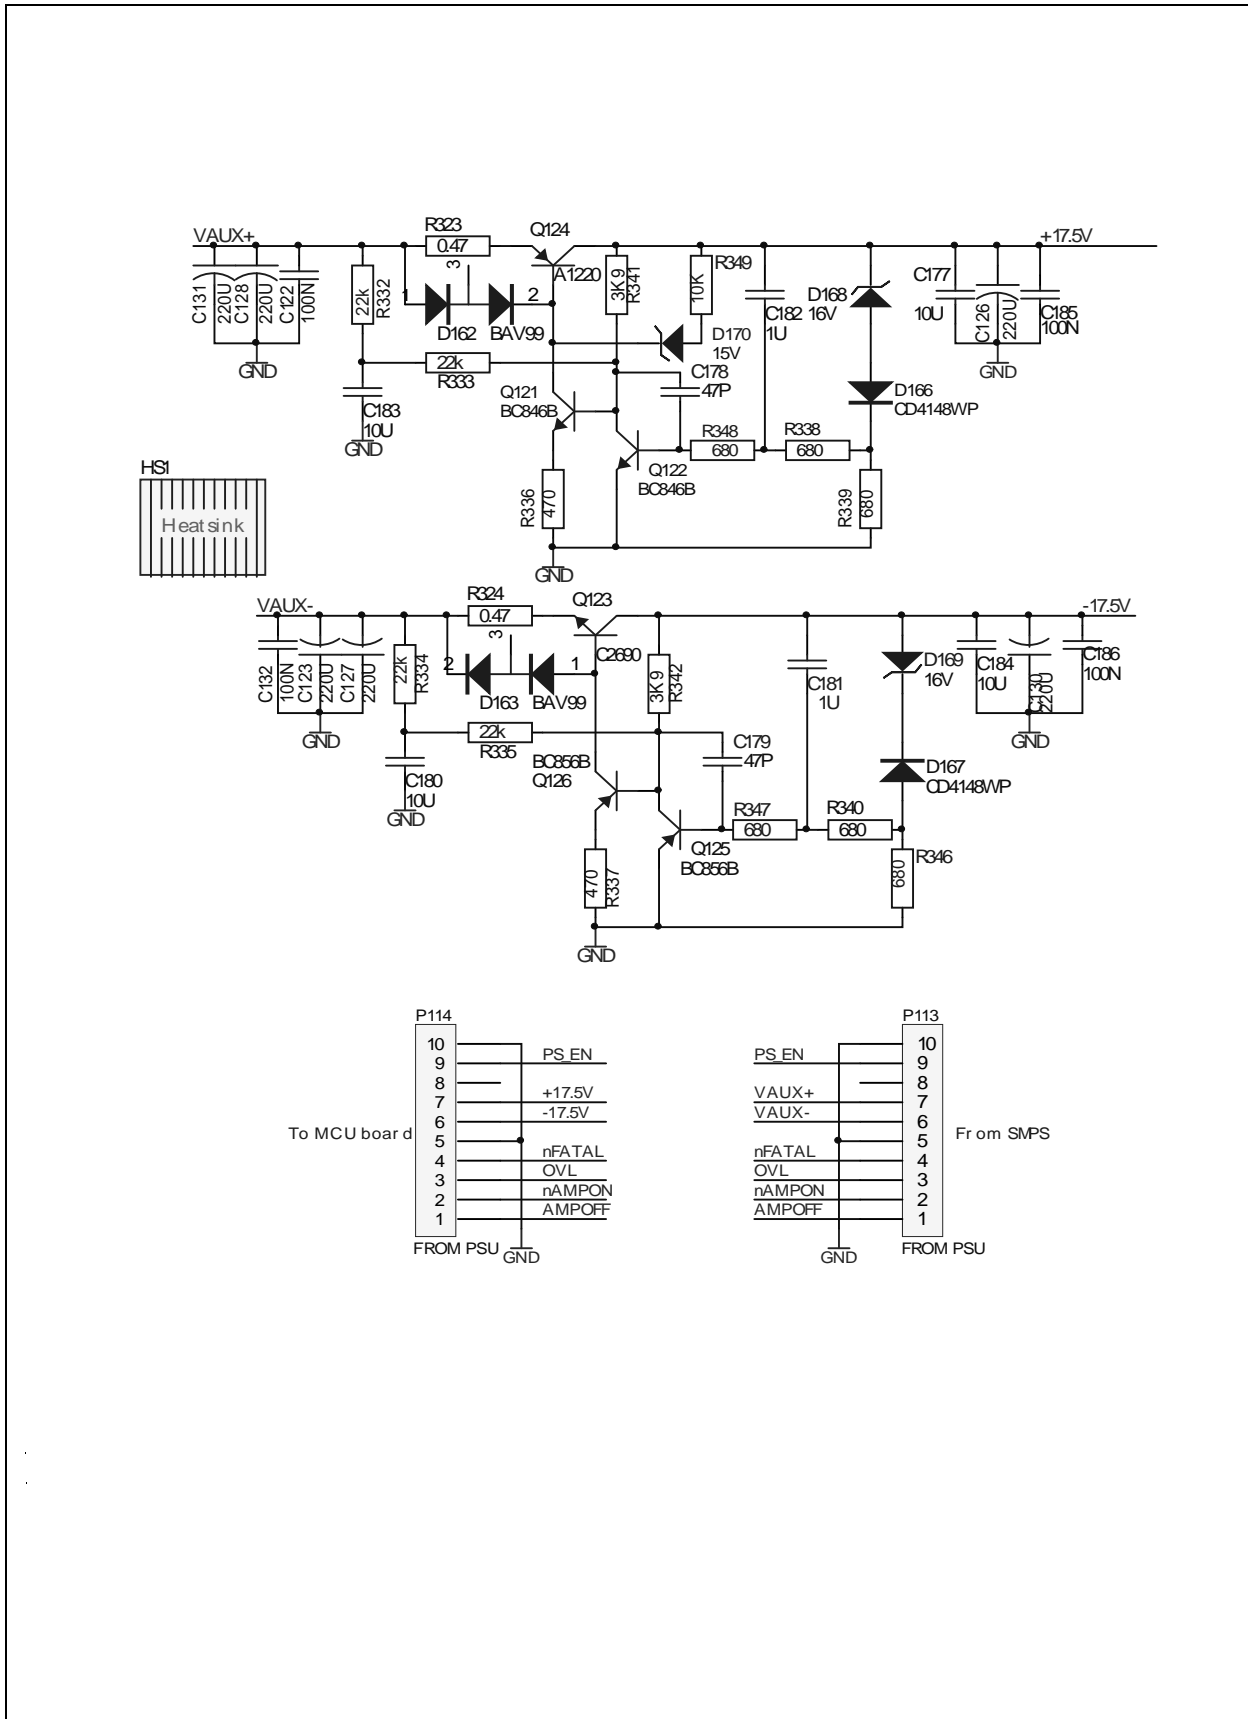 R323
Q124
VAUX+
0.47
+17.5V
3
A1220
R349
C177
C131
220U
C128
220U
C122
100N
22k
R332
1
2
3K9
R341
10K
D168
16V
10U
C126
220U
C185
100N
D162
BAV99
C182
1U
D170
15V
GND
GND
22k
R333
C178
47P
Q121
BC846B
D166
CD4148WP
C183
10U
GND
R348
680
R338
680
HS1
Heatsink
Q122
BC846B
R336
470
R339
680
GND
R324
Q123
VAUX-
0.47
-17.5V
3
C2690
C132
100N
C123
220U
C127
220U
22k
R334
2
1
3K9
R342
D169
16V
C184
10U
C130
220U
C186
100N
D163
BAV99
C181
1U
GND
GND
22k
R335
C179
47P
BC856B
Q126
D167
CD4148WP
C180
10U
GND
R347
680
R340
680
Q125
BC856B
R346
680
470
R337
GND
P114
P113
10
10
9
PS_EN
PS_EN
9
8
8
7
+17.5V
VAUX+
7
6
-17.5V
VAUX-
6
To MCU board
5
5
From SMPS
4
nFATAL
nFATAL
4
3
OVL
OVL
3
2
nAMPON
nAMPON
2
1
AMPOFF
AMPOFF
1
FROM PSU
GND
GND
FROM PSU